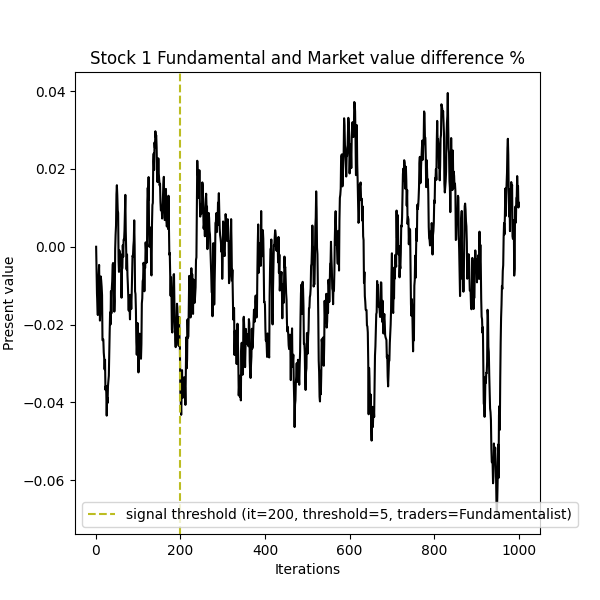 Stock 1 Fundamental and Market value difference %
0.04
0.02
0.00
−0.02
−0.04
−0.06
Present value
signal threshold (it=200, threshold=5, traders=Fundamentalist)
0 200 400 600 800 1000
Iterations